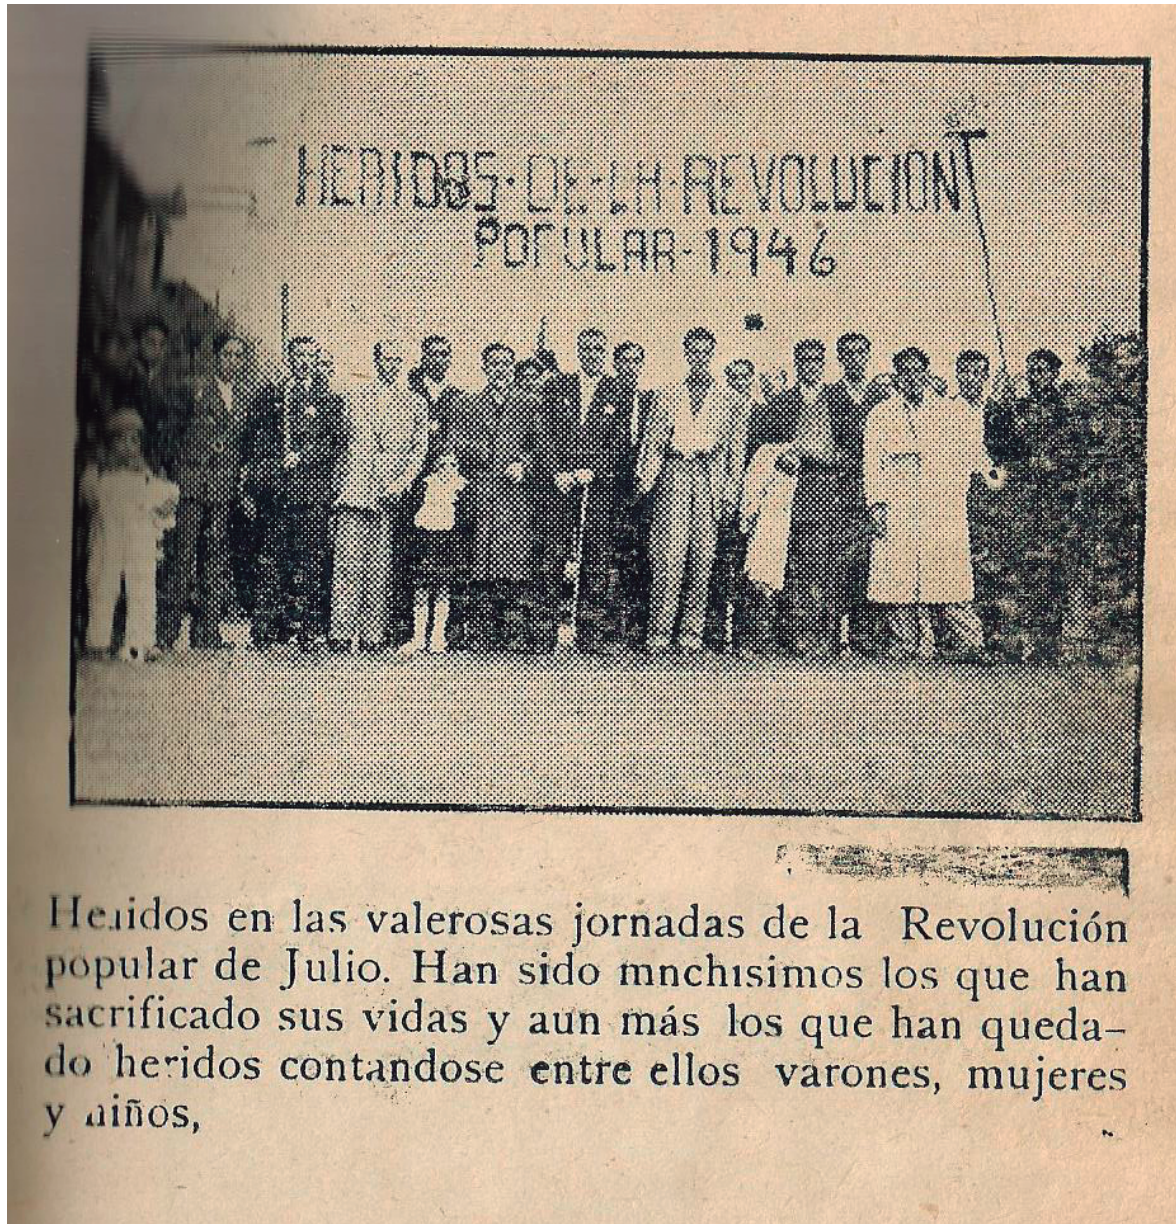 HERIDOS·DE·LA·REVOLUCION
POPULAR-1946
Heridos en las valerosas jornadas de la Revolución
popular de Julio. Han sido mnchisimos los que han
sacrificado sus vidas y aun más los que han queda–
do heridos contandose entre ellos varones, mujeres
y niños,